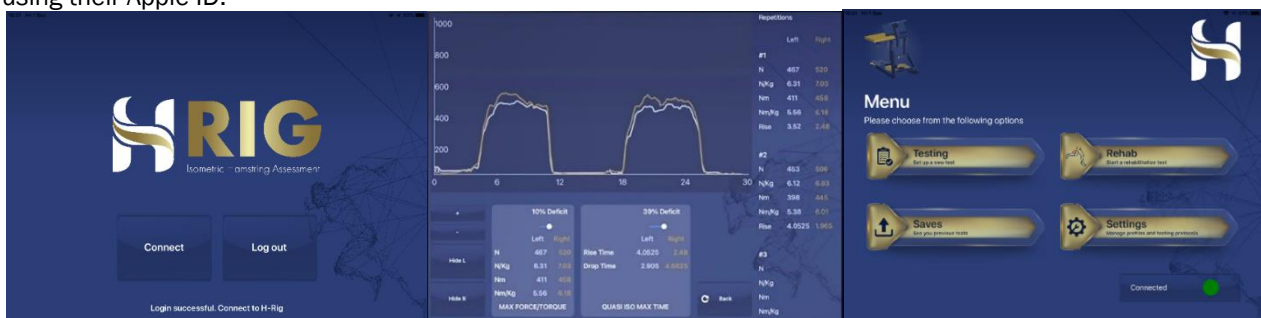 using their Apple ID.
H RIG
Isometric Hamstring Assessment
Connect
Log out
Login successful. Connect to H-Rig
1000
800
600
400
200
0 6 12 18 24 30
Repetitions
Left Right
#1
N 467 520
N/Kg 6.31 7.03
Nm 411 458
Nm/Kg 5.56 6.18
Rise 3.52 2.48
#2
N 453 506
N/Kg 6.12 6.83
Nm 398 445
Nm/Kg 5.38 6.01
Rise 4.0525 1.965
#3
N
N/Kg
Nm
Nm/Kg
+
-
Hide L
Hide R
10% Deficit
Left Right
N 467 520
N/Kg 6.31 7.03
Nm 411 458
Nm/Kg 5.56 6.18
MAX FORCE/TORQUE
39% Deficit
Left Right
Rise Time 4.0525 2.48
Drop Time 2.905
QUASI ISO MAX TIME
Back
H
Menu
Please choose from the following options
Testing
Set up a new test
Rehab
Start a rehabilitation test
Saves
See you previous tests
Settings
Manage profiles and testing protocols
Connected